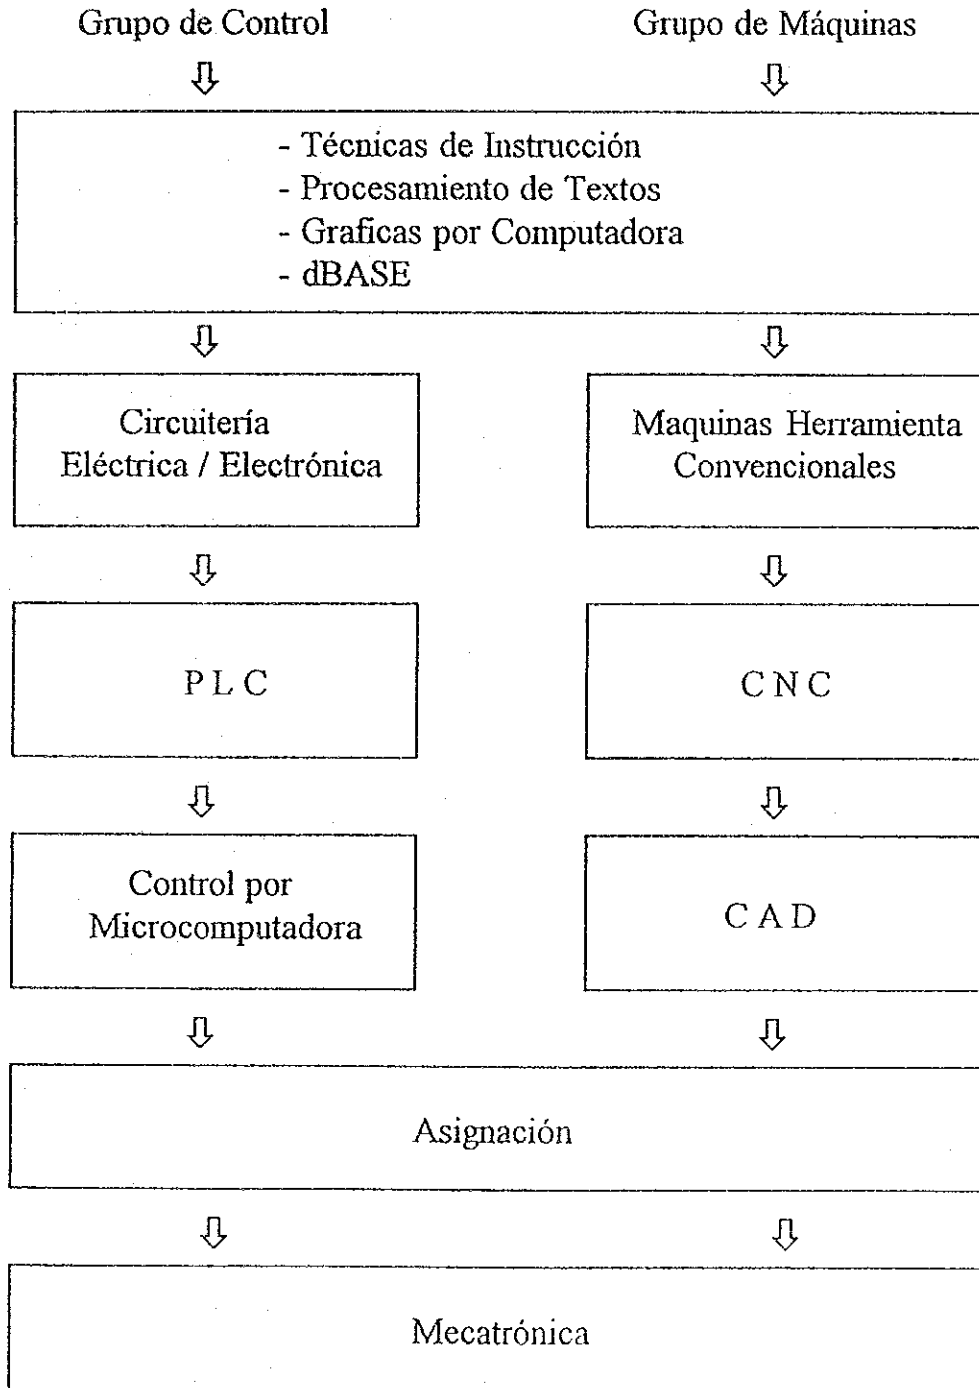 Grupo de Control
Grupo de Máquinas
- Técnicas de Instrucción
- Procesamiento de Textos
- Graficas por Computadora
- dBASE
Circuitería
Eléctrica / Electrónica
Maquinas Herramienta
Convencionales
P L C
C N C
Control por
Microcomputadora
C A D
Asignación
Mecatrónica